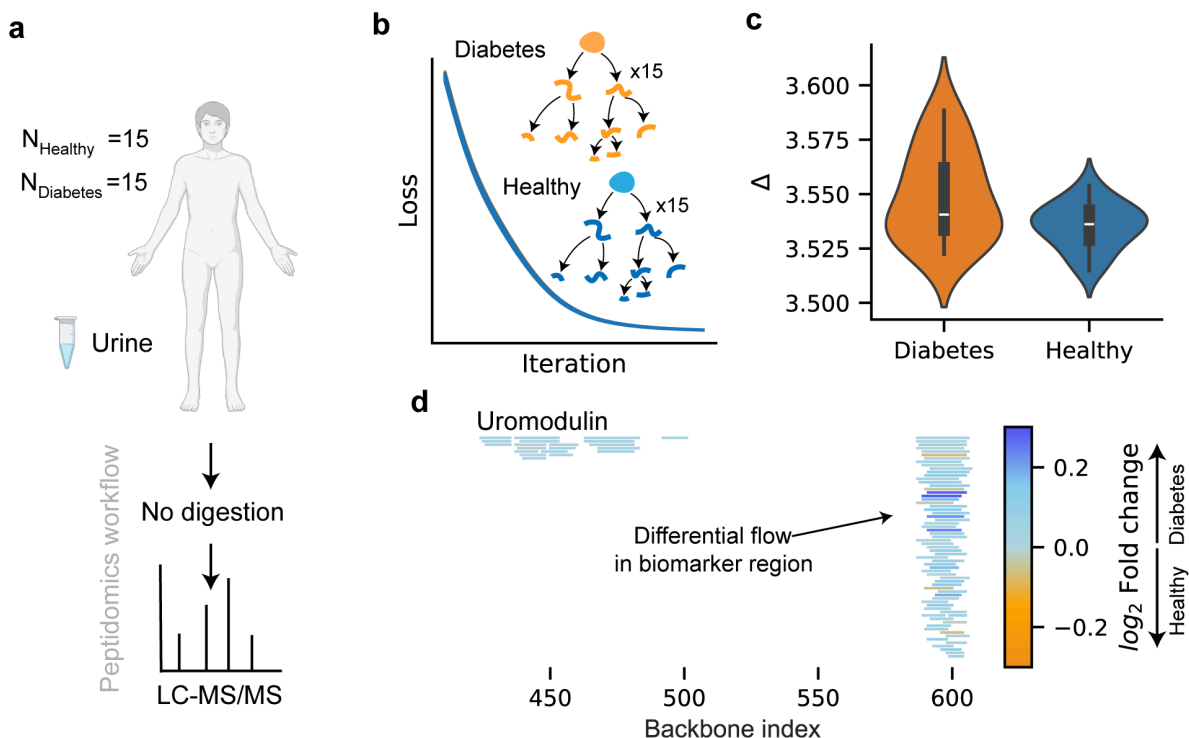 a
N_Healthy =15
N_Diabetes=15
Urine
Peptidomics workflow
No digestion
LC-MS/MS
b
Diabetes
x15
Healthy
x15
Loss
Iteration
c
3.600
3.575
3.550
3.525
3.500
Δ
Diabetes
Healthy
d
Uromodulin
Differential flow
in biomarker region
450
500
550
600
Backbone index
0.2
0.0
−0.2
log₂ Fold change
Diabetes
Healthy